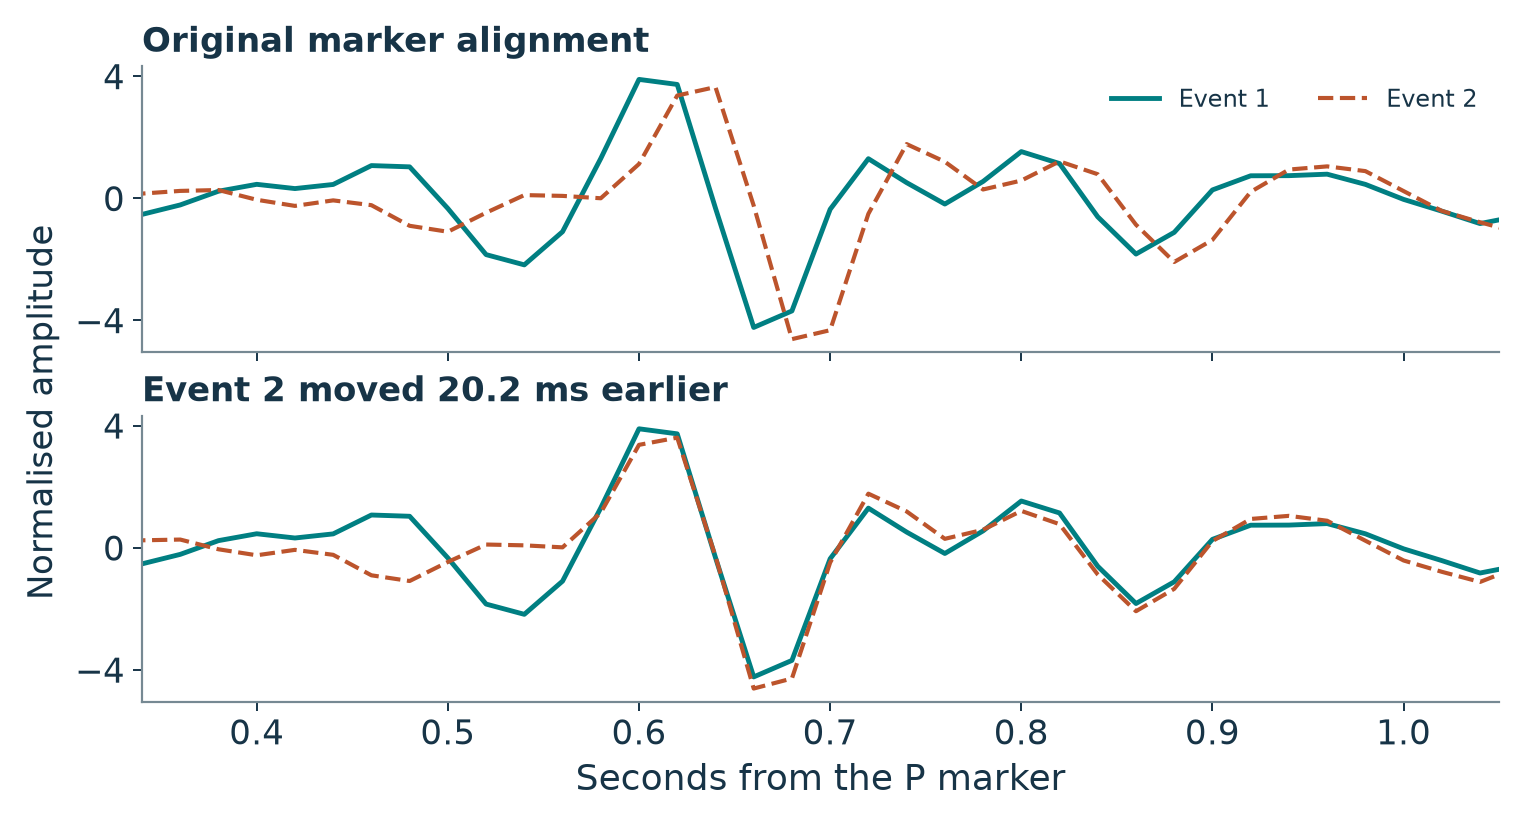 Original marker alignment
4
0
−4
Event 1
Event 2
Normalised amplitude
Event 2 moved 20.2 ms earlier
4
0
−4
0.4 0.5 0.6 0.7 0.8 0.9 1.0
Seconds from the P marker